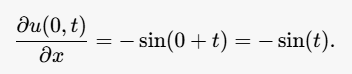 ∂u(0, t)/∂x = − sin(0 + t) = − sin(t).